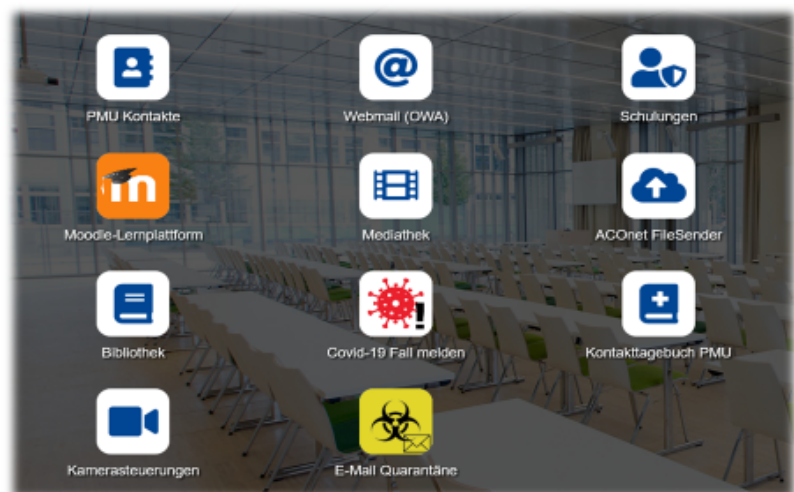 PMU Kontakte
Webmail (OWA)
Schulungen
Moodle-Lernplattform
Mediathek
ACOnet FileSender
Bibliothek
Covid-19 Fall melden
Kontakttagebuch PMU
Kamerasteuerungen
E-Mail Quarantäne